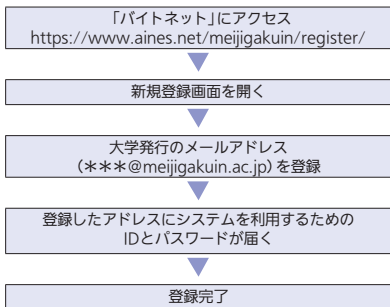 「バイトネット」にアクセス
https://www.aines.net/meijigakuin/register/
新規登録画面を開く
大学発行のメールアドレス
(＊＊＊@meijigakuin.ac.jp)を登録
登録したアドレスにシステムを利用するための
IDとパスワードが届く
登録完了